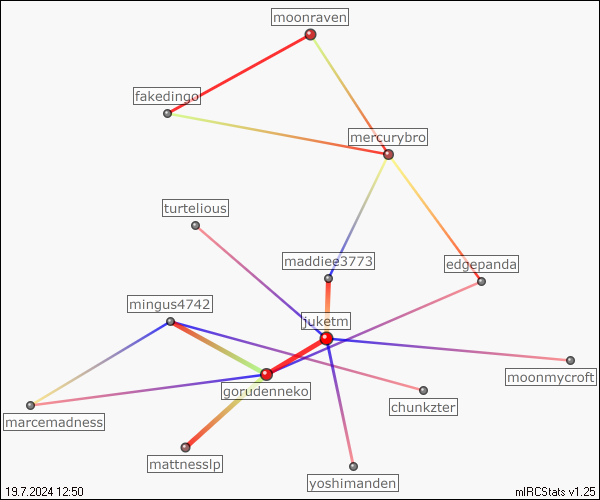 moonraven
fakedingo
mercurybro
turtelious
maddiee3773
edgepanda
mingus4742
juketm
moonmycroft
gorudenneko
chunkzter
marcemadness
mattnesslp
yoshimanden
19.7.2024 12:50
mIRCStats v1.25